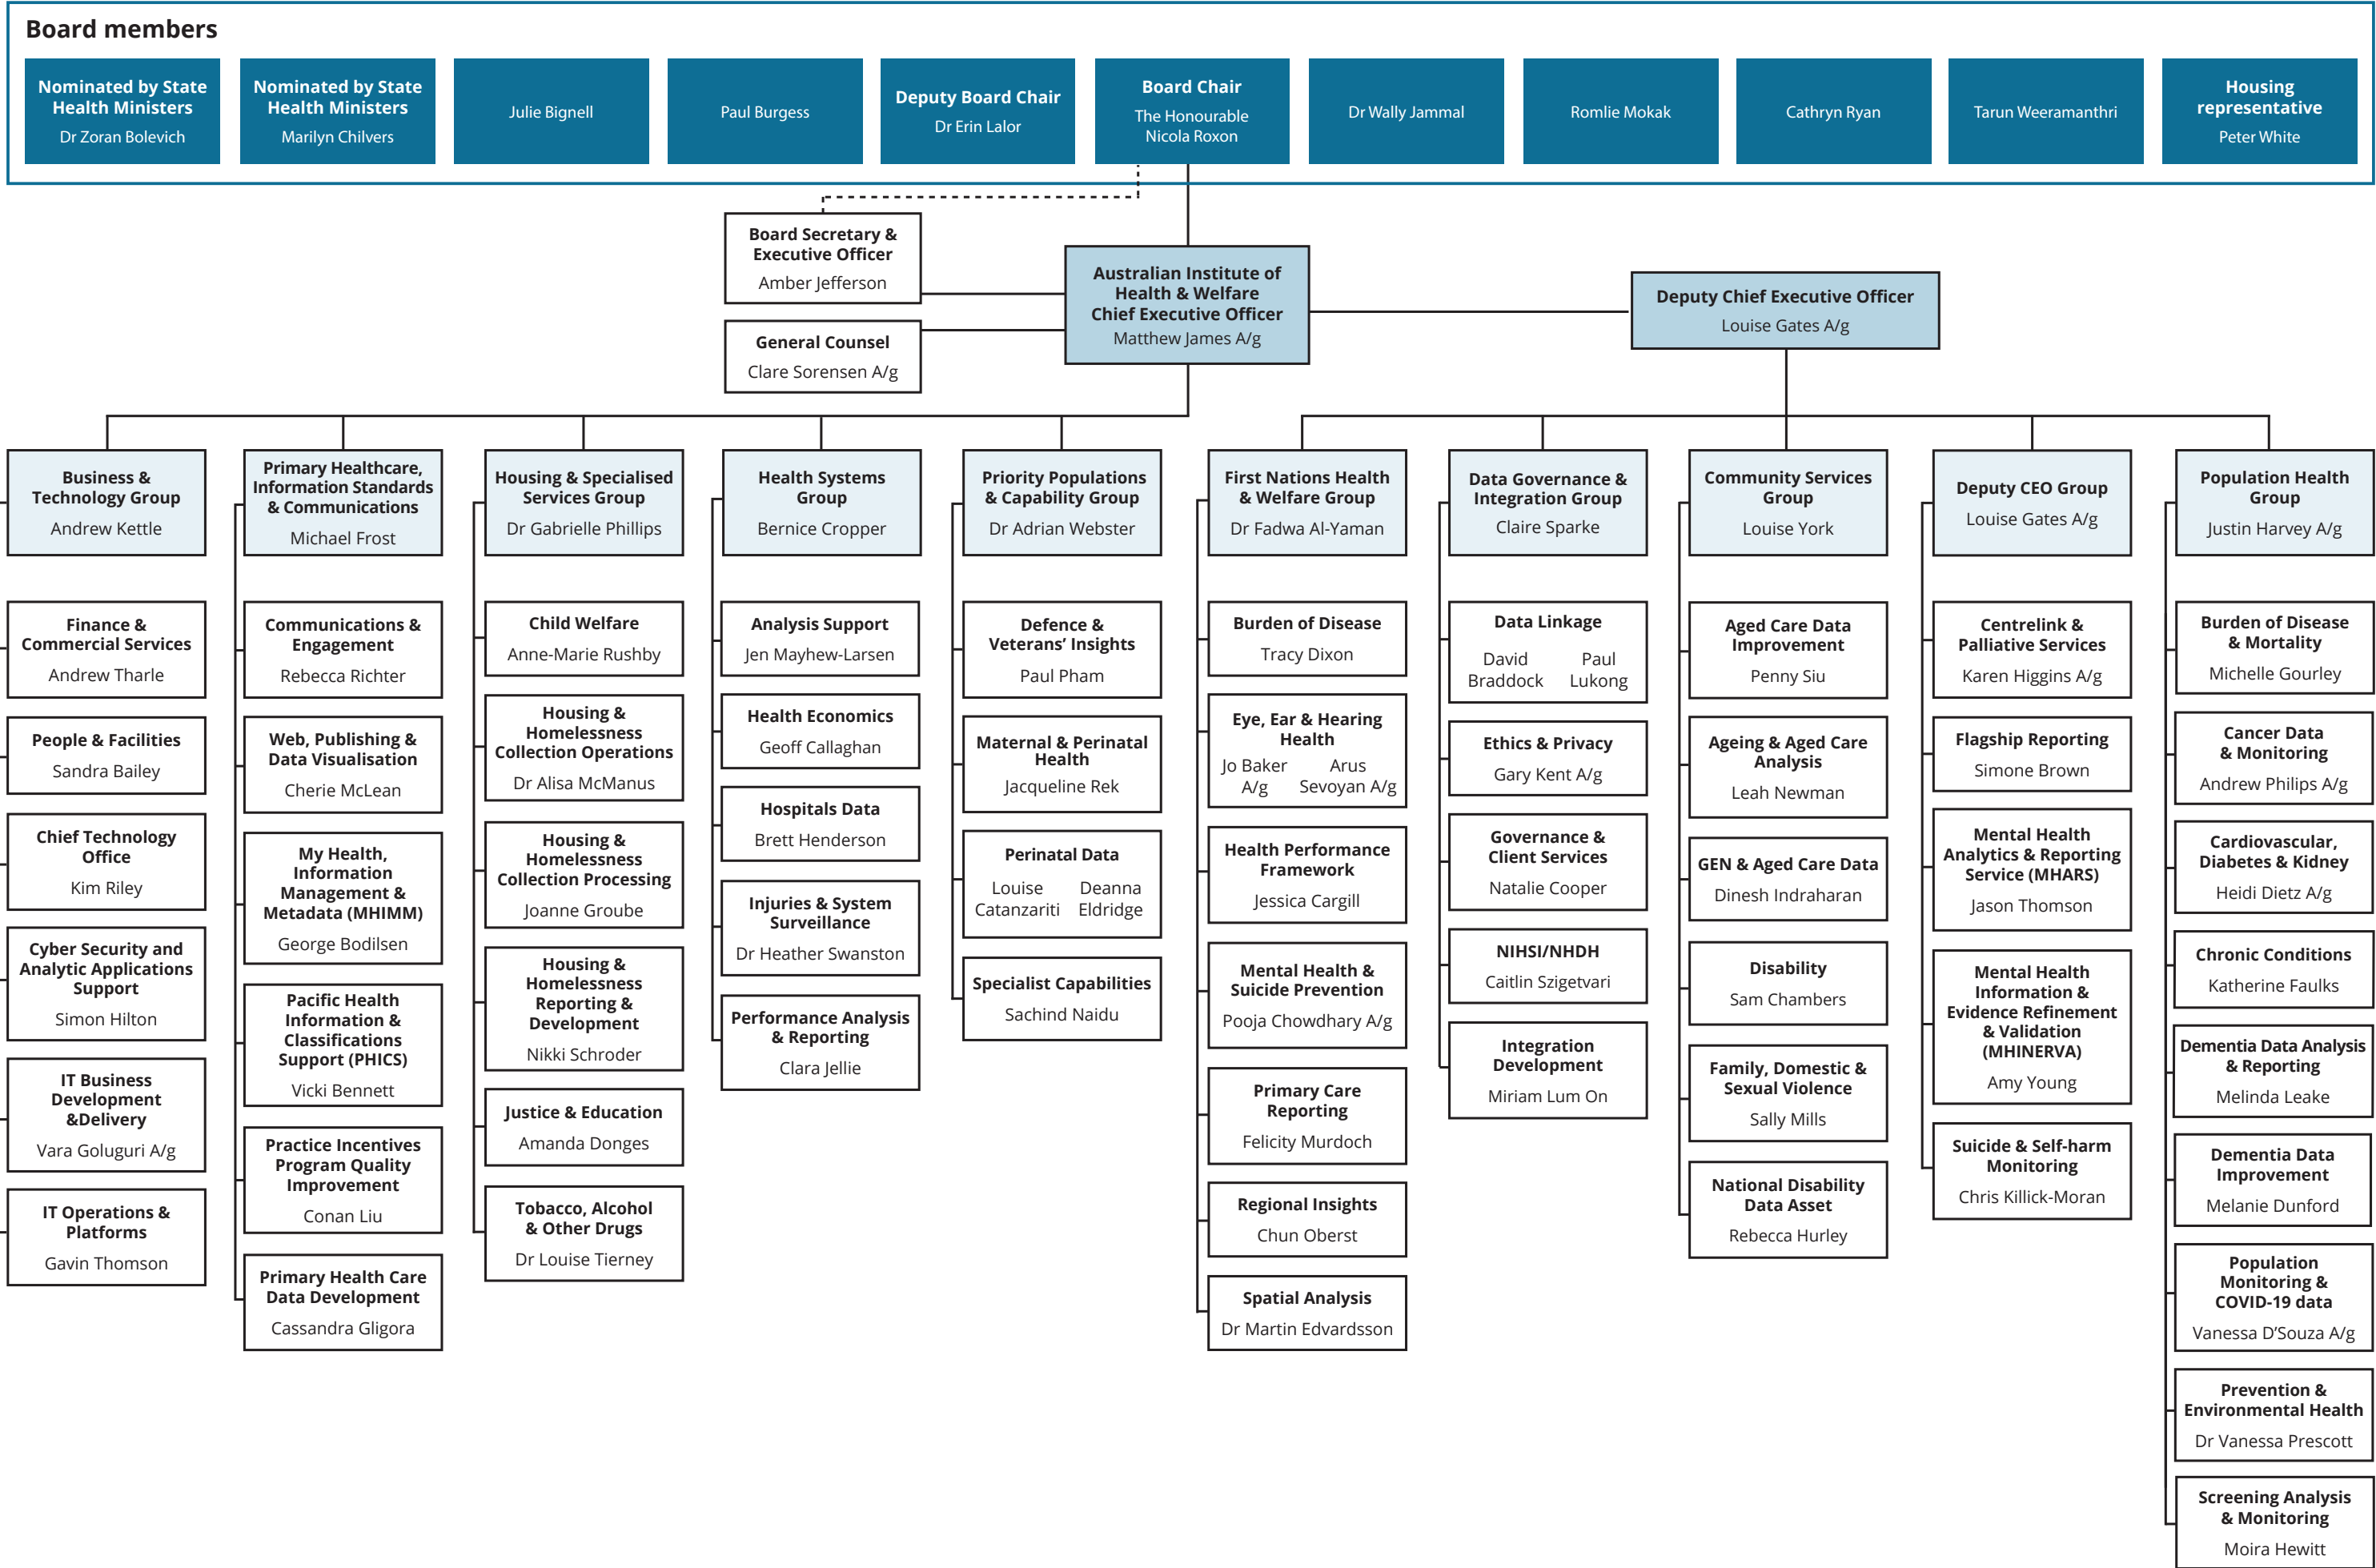 Board members
Nominated by State
Health Ministers
Dr Zoran Bolevich
Nominated by State
Health Ministers
Marilyn Chilvers
Julie Bignell
Paul Burgess
Deputy Board Chair
Dr Erin Lalor
Board Chair
The Honourable
Nicola Roxon
Dr Wally Jammal
Romlie Mokak
Cathryn Ryan
Tarun Weeramanthri
Housing
representative
Peter White
Board Secretary &
Executive Officer
Amber Jefferson
General Counsel
Clare Sorensen A/g
Australian Institute of
Health & Welfare
Chief Executive Officer
Matthew James A/g
Deputy Chief Executive Officer
Louise Gates A/g
Business &
Technology Group
Andrew Kettle
Finance &
Commercial Services
Andrew Tharle
People & Facilities
Sandra Bailey
Chief Technology
Office
Kim Riley
Cyber Security and
Analytic Applications
Support
Simon Hilton
IT Business
Development
&Delivery
Vara Goluguri A/g
IT Operations &
Platforms
Gavin Thomson
Primary Healthcare,
Information Standards
& Communications
Michael Frost
Communications &
Engagement
Rebecca Richter
Web, Publishing &
Data Visualisation
Cherie McLean
My Health,
Information
Management &
Metadata (MHIMM)
George Bodilsen
Pacific Health
Information &
Classifications
Support (PHICS)
Vicki Bennett
Practice Incentives
Program Quality
Improvement
Conan Liu
Primary Health Care
Data Development
Cassandra Gligora
Housing & Specialised
Services Group
Dr Gabrielle Phillips
Child Welfare
Anne-Marie Rushby
Housing &
Homelessness
Collection Operations
Dr Alisa McManus
Housing &
Homelessness
Collection Processing
Joanne Groube
Housing &
Homelessness
Reporting &
Development
Nikki Schroder
Justice & Education
Amanda Donges
Tobacco, Alcohol
& Other Drugs
Dr Louise Tierney
Health Systems
Group
Bernice Cropper
Analysis Support
Jen Mayhew-Larsen
Health Economics
Geoff Callaghan
Hospitals Data
Brett Henderson
Injuries & System
Surveillance
Dr Heather Swanston
Performance Analysis
& Reporting
Clara Jellie
Priority Populations
& Capability Group
Dr Adrian Webster
Defence &
Veterans’ Insights
Paul Pham
Maternal & Perinatal
Health
Jacqueline Rek
Perinatal Data
Louise Deanna
Catanzariti Eldridge
Specialist Capabilities
Sachind Naidu
First Nations Health
& Welfare Group
Dr Fadwa Al-Yaman
Burden of Disease
Tracy Dixon
Eye, Ear & Hearing
Health
Jo Baker Arus
A/g Sevoyan A/g
Health Performance
Framework
Jessica Cargill
Mental Health &
Suicide Prevention
Pooja Chowdhary A/g
Primary Care
Reporting
Felicity Murdoch
Regional Insights
Chun Oberst
Spatial Analysis
Dr Martin Edvardsson
Data Governance &
Integration Group
Claire Sparke
Data Linkage
David Paul
Braddock Lukong
Ethics & Privacy
Gary Kent A/g
Governance &
Client Services
Natalie Cooper
NIHSI/NHDH
Caitlin Szigetvari
Integration
Development
Miriam Lum On
Community Services
Group
Louise York
Aged Care Data
Improvement
Penny Siu
Ageing & Aged Care
Analysis
Leah Newman
GEN & Aged Care Data
Dinesh Indraharan
Disability
Sam Chambers
Family, Domestic &
Sexual Violence
Sally Mills
National Disability
Data Asset
Rebecca Hurley
Deputy CEO Group
Louise Gates A/g
Centrelink &
Palliative Services
Karen Higgins A/g
Flagship Reporting
Simone Brown
Mental Health
Analytics & Reporting
Service (MHARS)
Jason Thomson
Mental Health
Information &
Evidence Refinement
& Validation
(MHINERVA)
Amy Young
Suicide & Self-harm
Monitoring
Chris Killick-Moran
Population Health
Group
Justin Harvey A/g
Burden of Disease
& Mortality
Michelle Gourley
Cancer Data
& Monitoring
Andrew Philips A/g
Cardiovascular,
Diabetes & Kidney
Heidi Dietz A/g
Chronic Conditions
Katherine Faulks
Dementia Data Analysis
& Reporting
Melinda Leake
Dementia Data
Improvement
Melanie Dunford
Population
Monitoring &
COVID-19 data
Vanessa D’Souza A/g
Prevention &
Environmental Health
Dr Vanessa Prescott
Screening Analysis
& Monitoring
Moira Hewitt